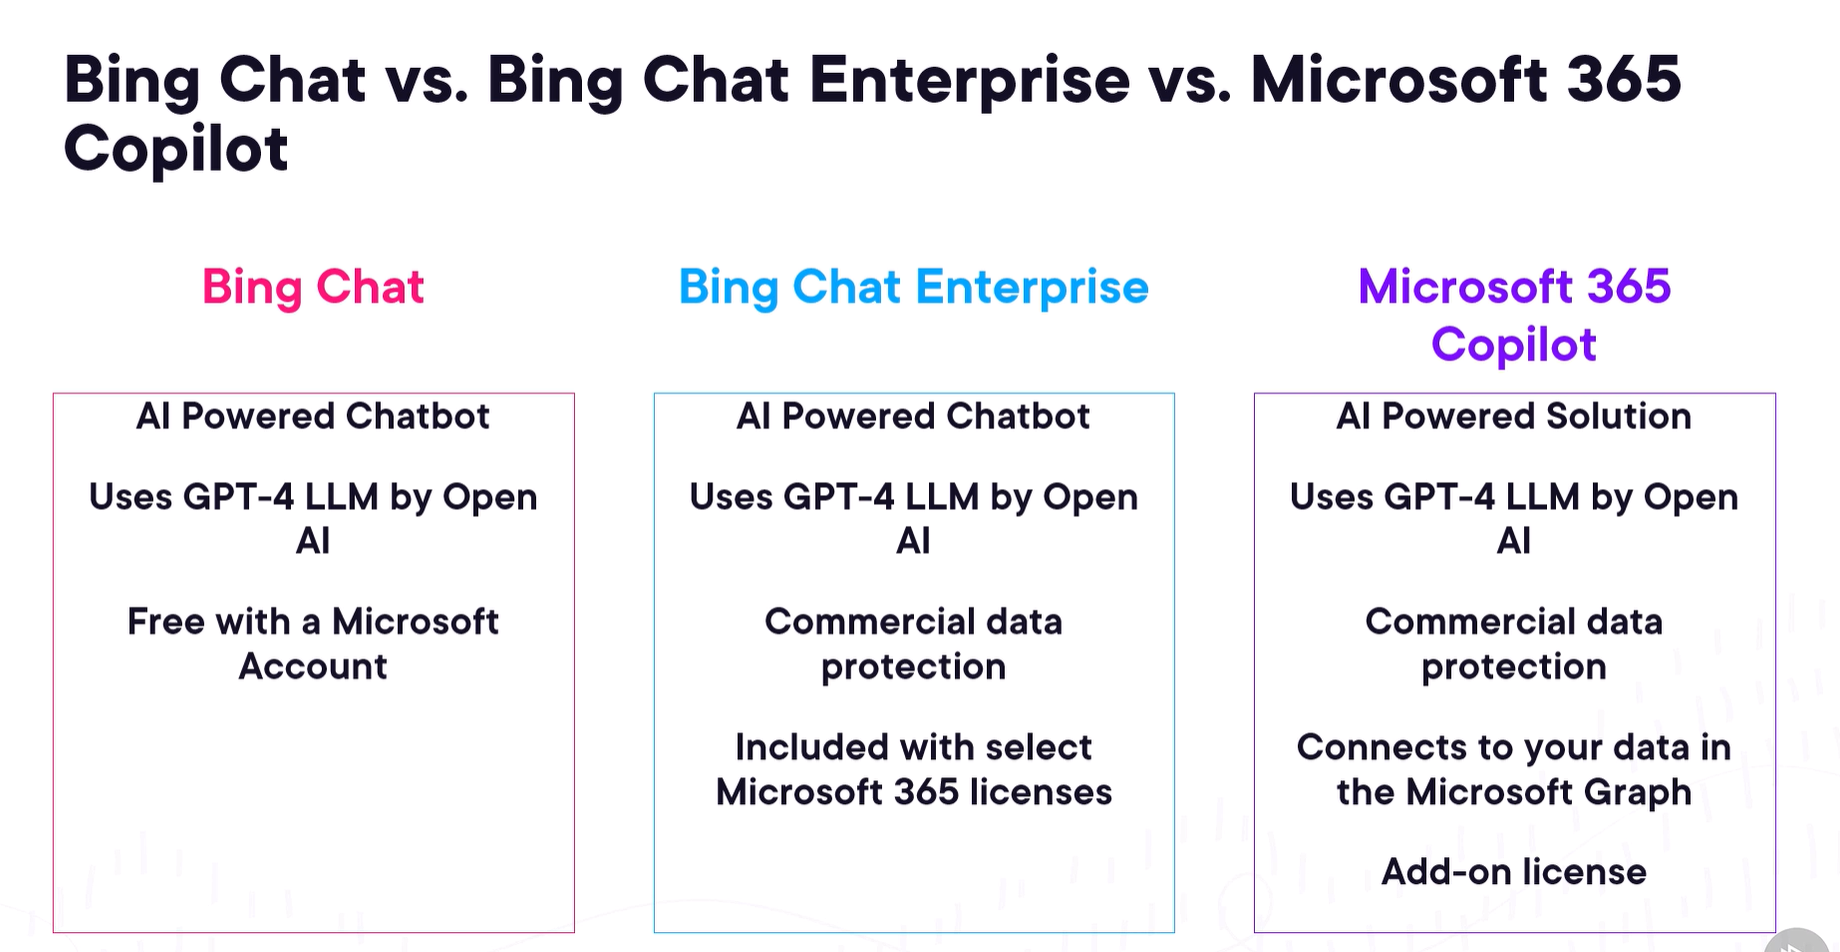 Bing Chat vs. Bing Chat Enterprise vs. Microsoft 365
Copilot
Bing Chat
AI Powered Chatbot
Uses GPT-4 LLM by Open
AI
Free with a Microsoft
Account
Bing Chat Enterprise
AI Powered Chatbot
Uses GPT-4 LLM by Open
AI
Commercial data
protection
Included with select
Microsoft 365 licenses
Microsoft 365
Copilot
AI Powered Solution
Uses GPT-4 LLM by Open
AI
Commercial data
protection
Connects to your data in
the Microsoft Graph
Add-on license